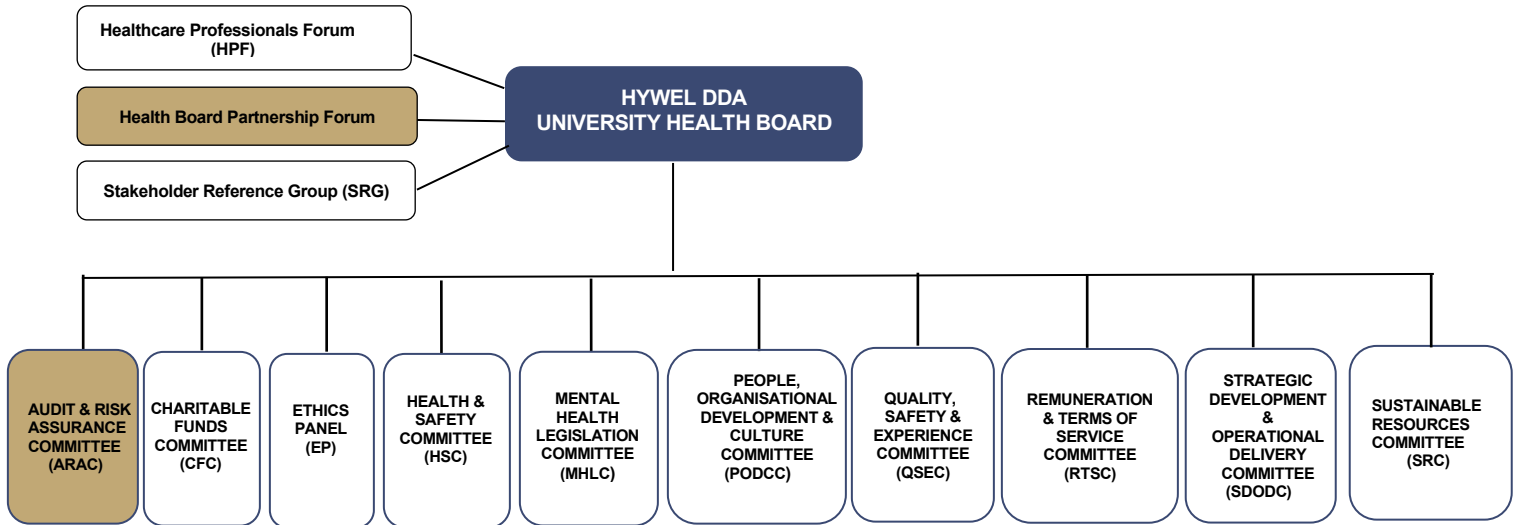 Healthcare Professionals Forum
(HPF)
Health Board Partnership Forum
Stakeholder Reference Group (SRG)
HYWEL DDA
UNIVERSITY HEALTH BOARD
AUDIT & RISK
ASSURANCE
COMMITTEE
(ARAC)
CHARITABLE
FUNDS
COMMITTEE
(CFC)
ETHICS
PANEL
(EP)
HEALTH &
SAFETY
COMMITTEE
(HSC)
MENTAL
HEALTH
LEGISLATION
COMMITTEE
(MHLC)
PEOPLE,
ORGANISATIONAL
DEVELOPMENT &
CULTURE
COMMITTEE
(PODCC)
QUALITY,
SAFETY &
EXPERIENCE
COMMITTEE
(QSEC)
REMUNERATION
& TERMS OF
SERVICE
COMMITTEE
(RTSC)
STRATEGIC
DEVELOPMENT
&
OPERATIONAL
DELIVERY
COMMITTEE
(SDODC)
SUSTAINABLE
RESOURCES
COMMITTEE
(SRC)